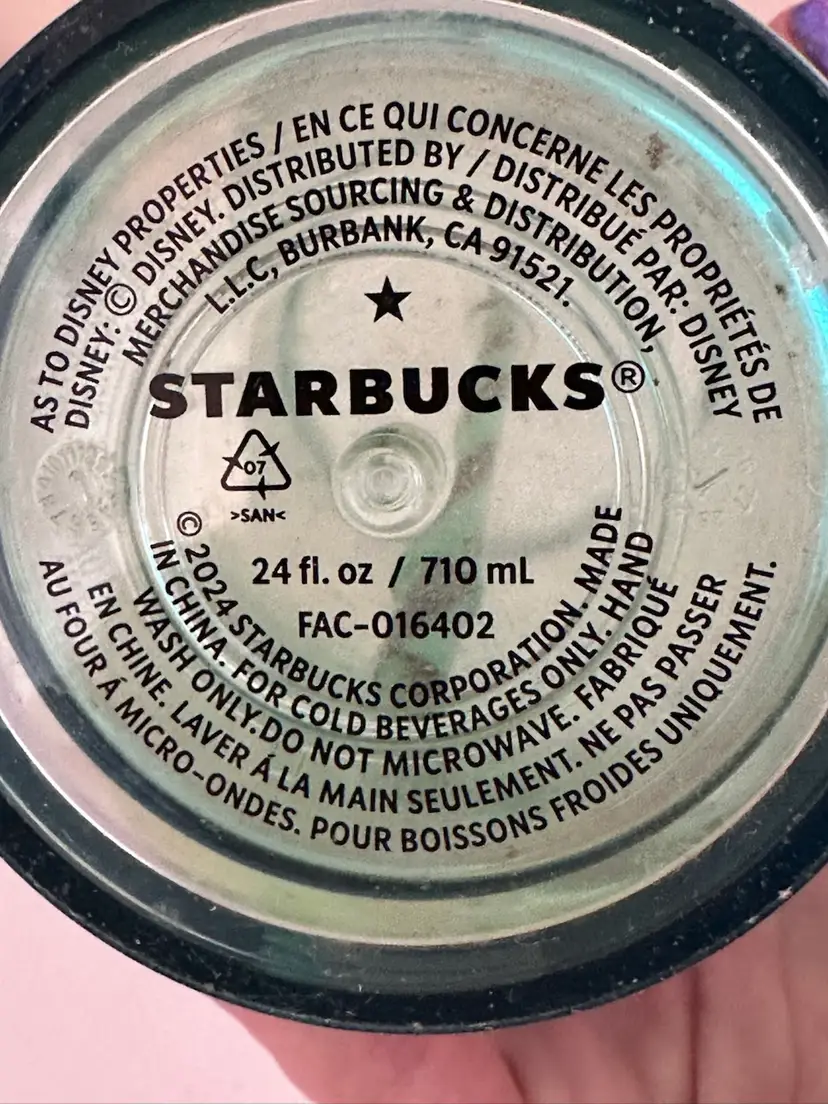 AS TO DISNEY PROPERTIES / EN CE QUI CONCERNE LES PROPRIÉTÉS DE
DISNEY: © DISNEY. DISTRIBUTED BY / DISTRIBUÉ PAR: DISNEY
MERCHANDISE SOURCING & DISTRIBUTION,
L.L.C, BURBANK, CA 91521.
STARBUCKS®
07
>SAN<
24 fl. oz / 710 mL
FAC-016402
© 2024 STARBUCKS CORPORATION. MADE
IN CHINA. FOR COLD BEVERAGES ONLY. HAND
WASH ONLY.DO NOT MICROWAVE. FABRIQUÉ
EN CHINE. LAVER Á LA MAIN SEULEMENT. NE PAS PASSER
AU FOUR Á MICRO-ONDES. POUR BOISSONS FROIDES UNIQUEMENT.